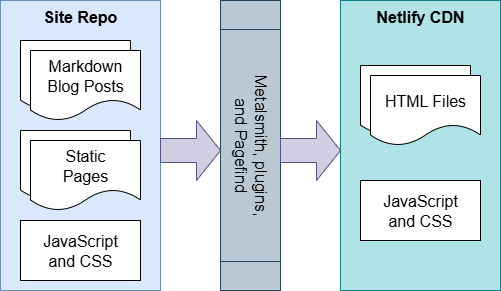 Site Repo
Markdown
Blog Posts
Static
Pages
JavaScript
and CSS
Metalsmith, plugins,
and Pagefind
Netlify CDN
HTML Files
JavaScript
and CSS